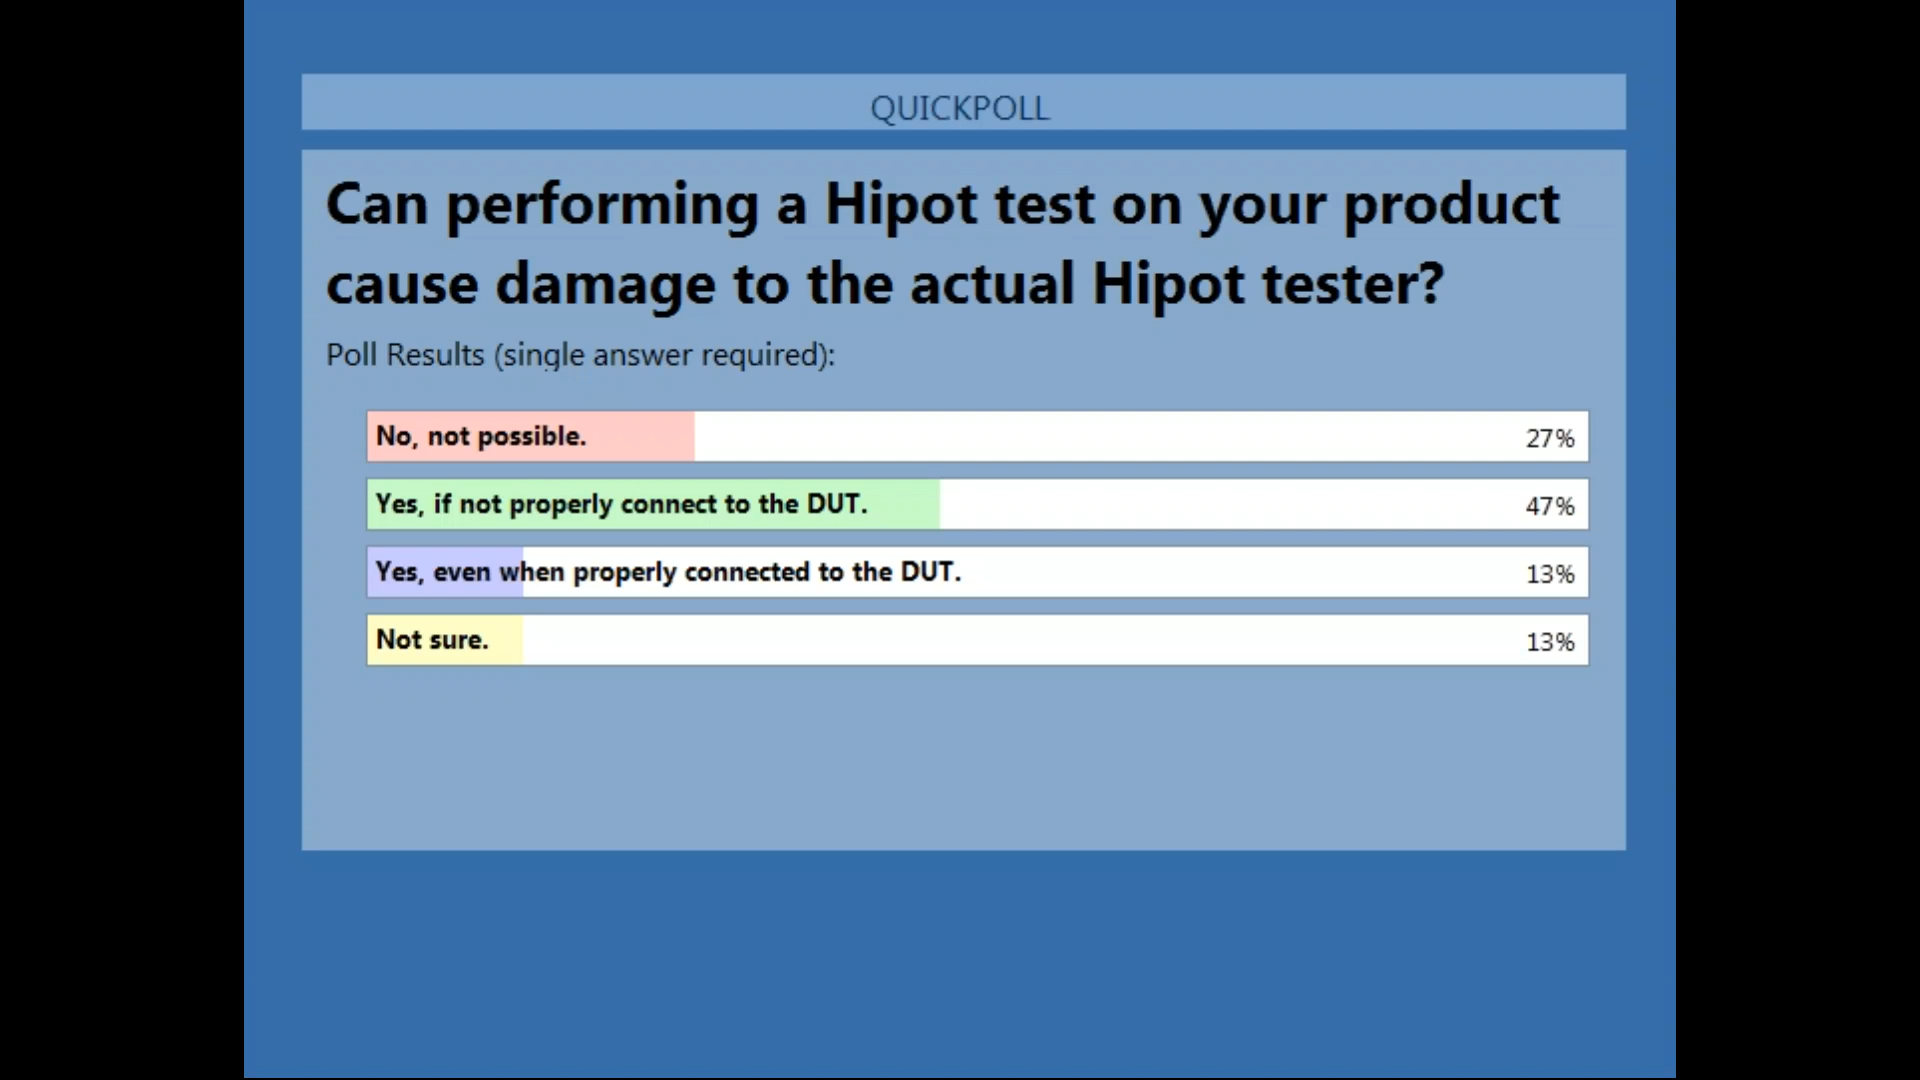 QUICKPOLL
Can performing a Hipot test on your product
cause damage to the actual Hipot tester?
Poll Results (single answer required):
No, not possible. 27%
Yes, if not properly connect to the DUT. 47%
Yes, even when properly connected to the DUT. 13%
Not sure. 13%